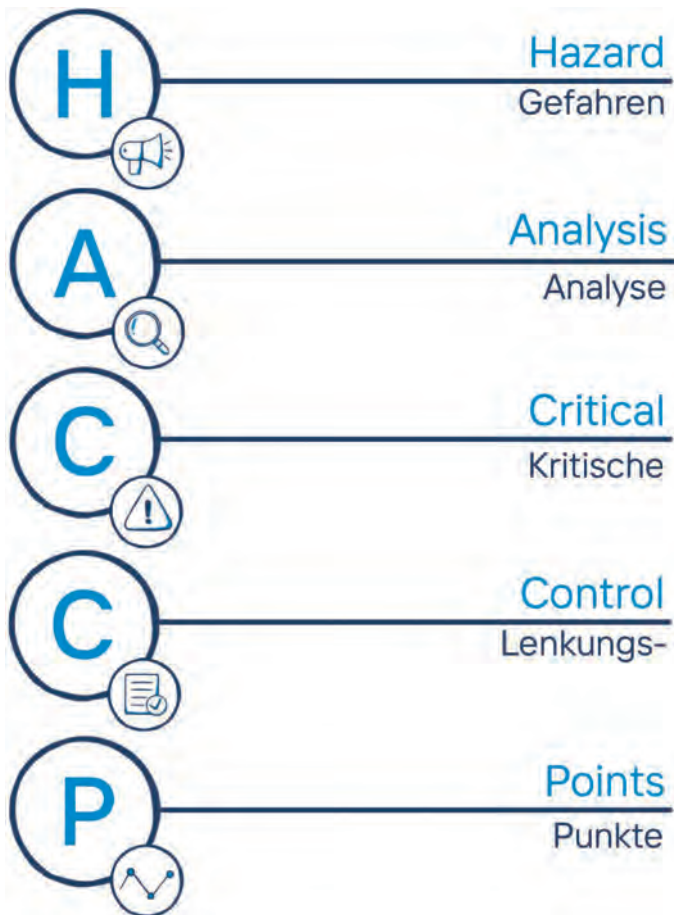 H
Hazard
Gefahren
A
Analysis
Analyse
C
Critical
Kritische
!
C
Control
Lenkungs-
P
Points
Punkte